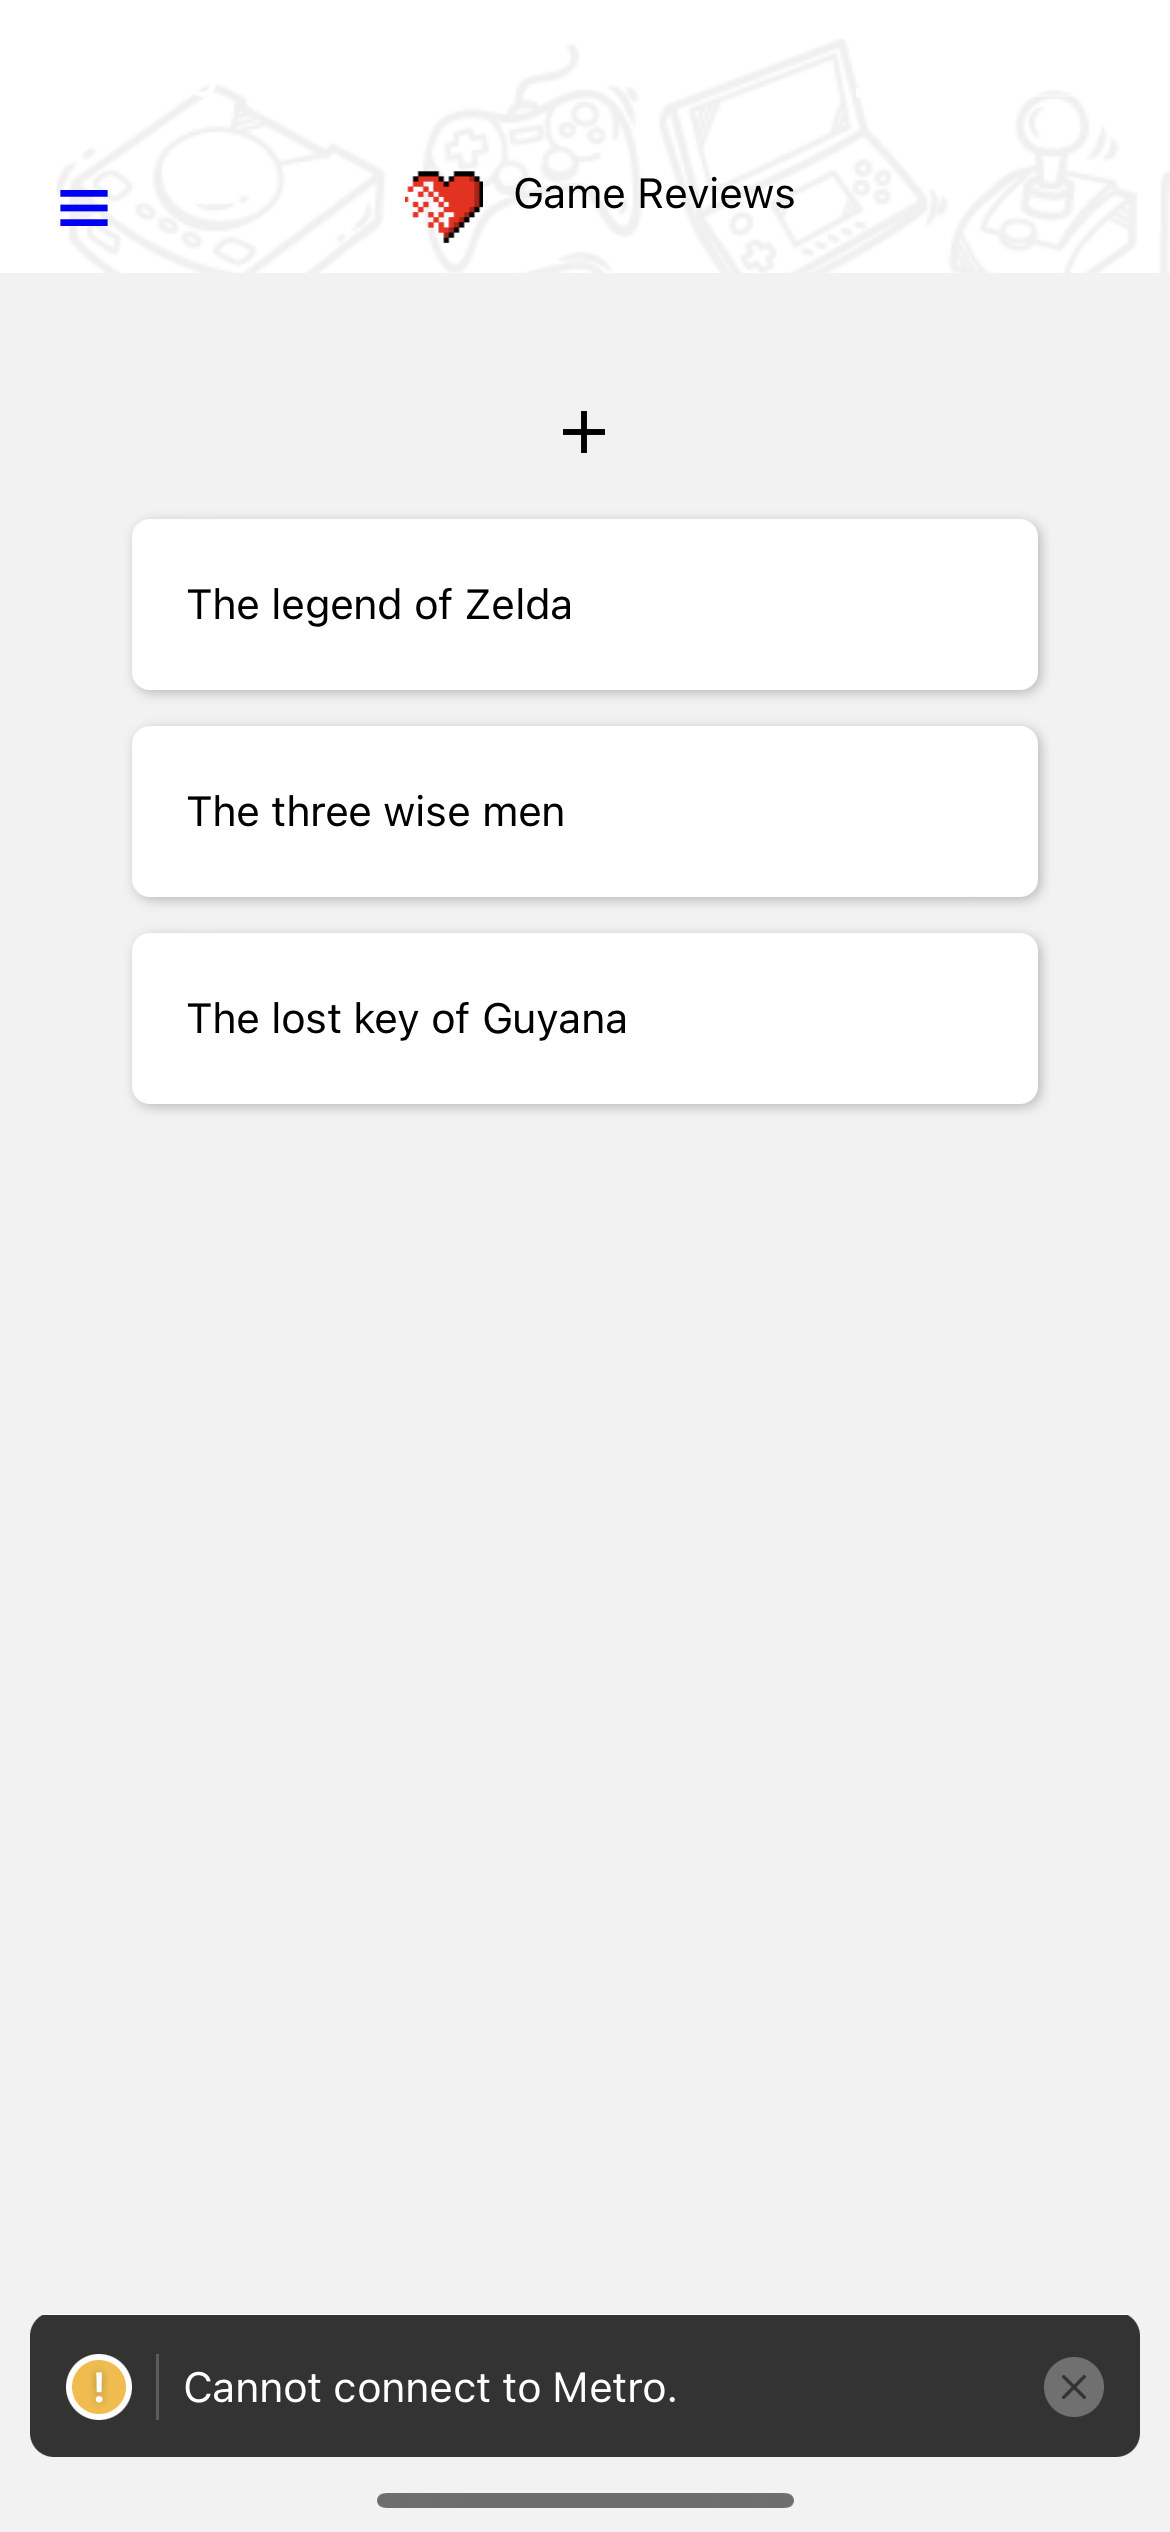 Game Reviews
The legend of Zelda
The three wise men
The lost key of Guyana
Cannot connect to Metro.